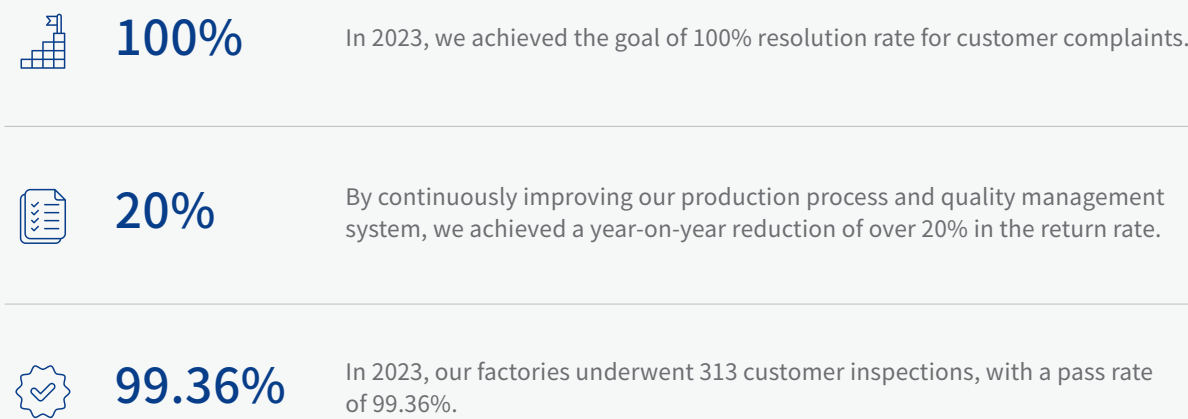 100%
In 2023, we achieved the goal of 100% resolution rate for customer complaints.
20%
By continuously improving our production process and quality management
system, we achieved a year-on-year reduction of over 20% in the return rate.
99.36%
In 2023, our factories underwent 313 customer inspections, with a pass rate
of 99.36%.